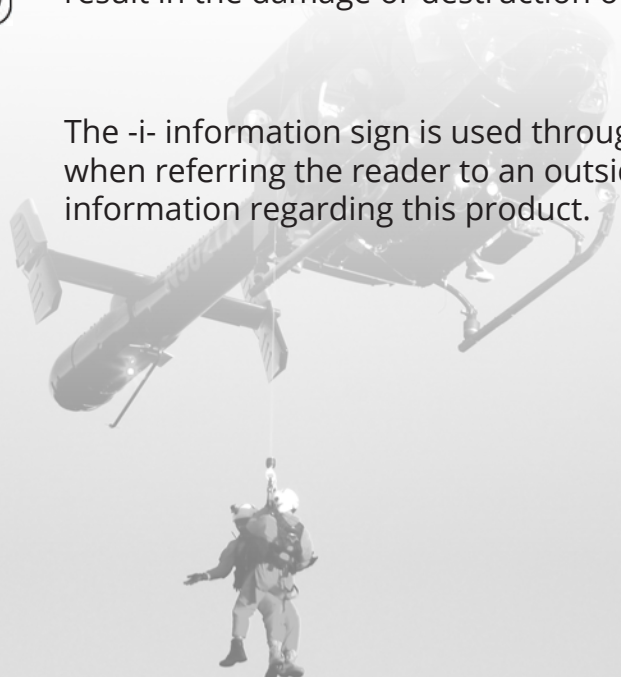 result in the damage or destruction o
The -i- information sign is used throug
when referring the reader to an outsi
information regarding this product.